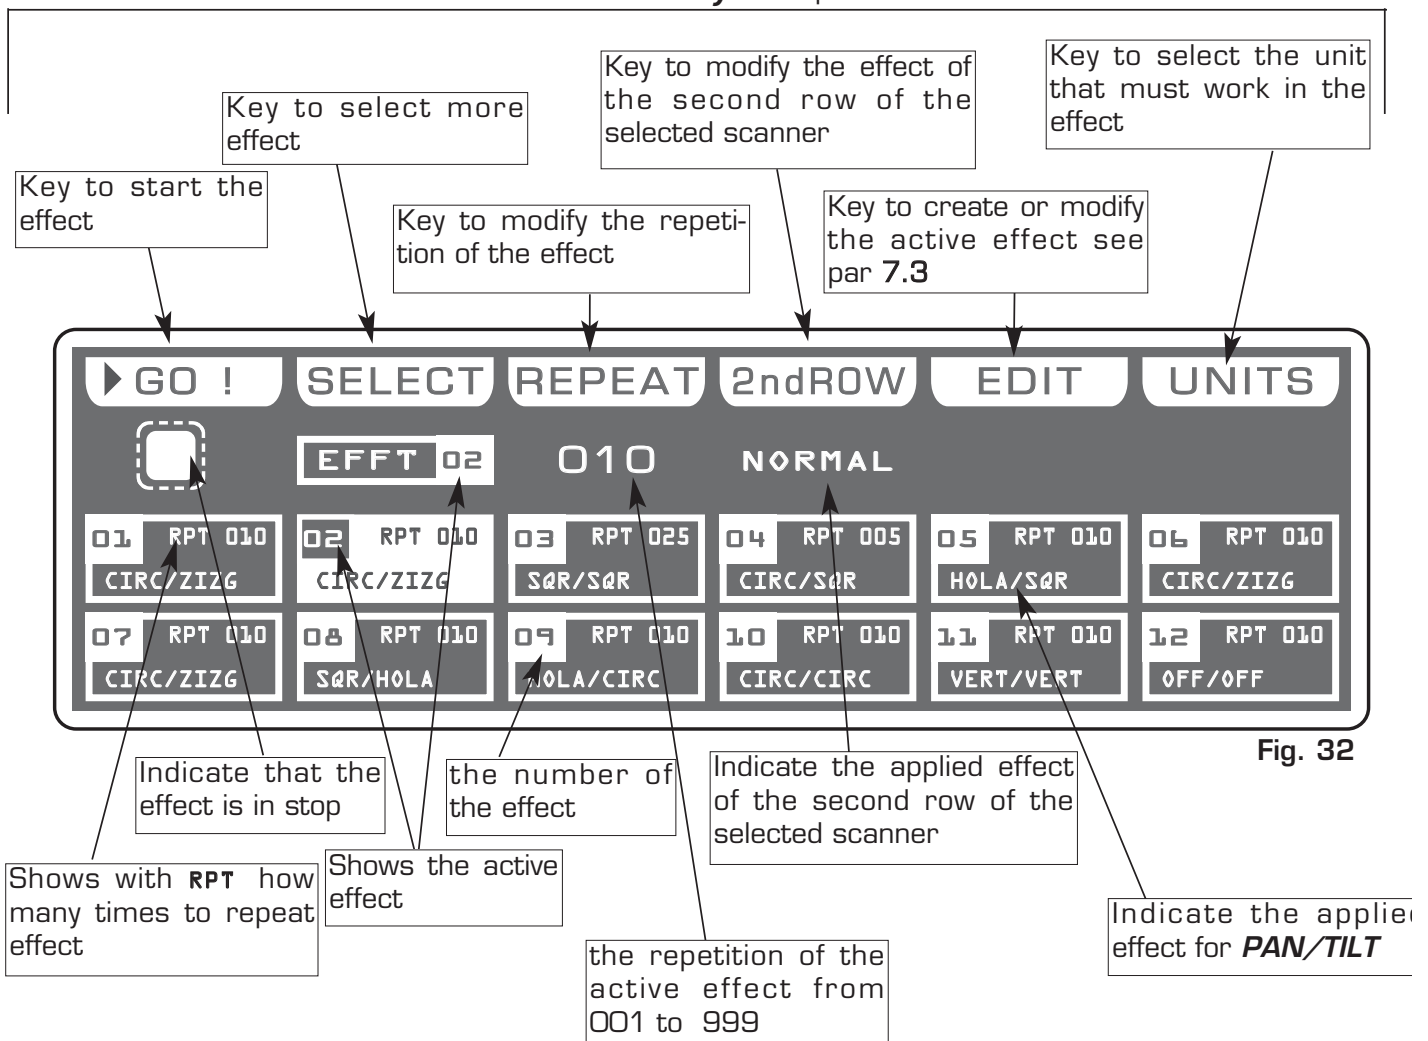 Key to start the
effect
Key to select more
effect
Key to modify the repeti-
tion of the effect
Key to modify the effect of
the second row of the
selected scanner
Key to create or modify
the active effect see
par 7.3
Key to select the unit
that must work in the
effect
GO !
SELECT
REPEAT
2ndROW
EDIT
UNITS
EFFT 02
010
NORMAL
01 RPT 010
CIRC/ZIZG
02 RPT 010
CIRC/ZIZG
03 RPT 025
SQR/SQR
04 RPT 005
CIRC/SQR
05 RPT 010
HOLA/SQR
06 RPT 010
CIRC/ZIZG
07 RPT 010
CIRC/ZIZG
08 RPT 010
SQR/HOLA
09 RPT 010
HOLA/CIRC
10 RPT 010
CIRC/CIRC
11 RPT 010
VERT/VERT
12 RPT 010
OFF/OFF
Fig. 32
Indicate that the
effect is in stop
the number of
the effect
Indicate the applied effect
of the second row of the
selected scanner
Shows with RPT how
many times to repeat
effect
Shows the active
effect
the repetition of the
active effect from
001 to 999
Indicate the applied
effect for PAN/TILT